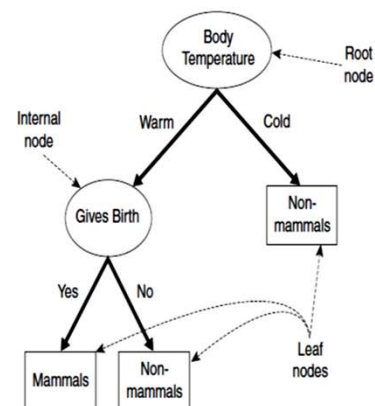 Body
Temperature
Root
node
Internal
node
Warm
Cold
Gives Birth
Non-
mammals
Yes
No
Leaf
nodes
Mammals
Non-
mammals